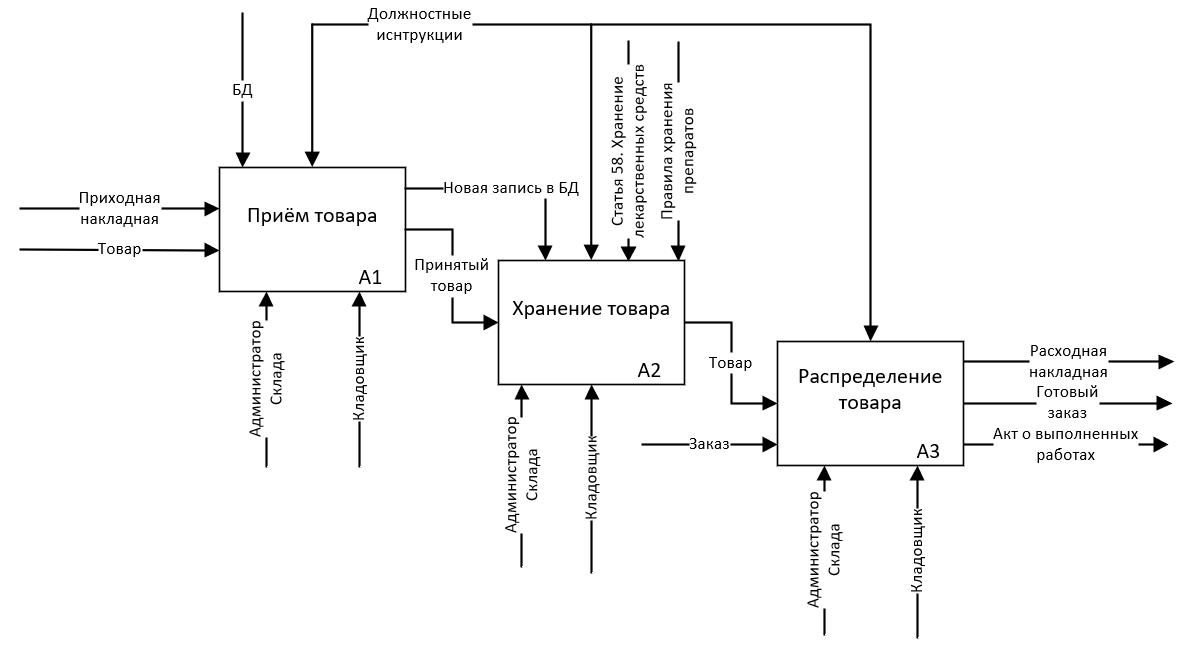 Должностные
иснтрукции
БД
Статья 58. Хранение
лекарственных средств
Правила хранения
препаратов
Приходная
накладная
Товар
Приём товара
A1
Новая запись в БД
Принятый
товар
Администратор
Склада
Кладовщик
Хранение товара
A2
Товар
Заказ
Администратор
Склада
Кладовщик
Распределение
товара
A3
Расходная
накладная
Готовый
заказ
Акт о выполненных
работах
Администратор
Склада
Кладовщик